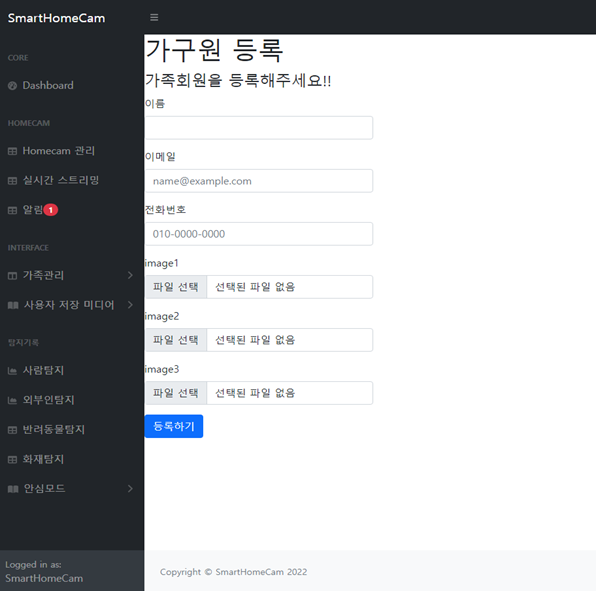 SmartHomeCam
CORE
Dashboard
HOMECAM
Homecam 관리
실시간 스트리밍
알림 1
INTERFACE
가족관리
사용자 저장 미디어
탐지기록
사람탐지
외부인탐지
반려동물탐지
화재탐지
안심모드
Logged in as:
SmartHomeCam
가구원 등록
가족회원을 등록해주세요!!
이름
이메일
name@example.com
전화번호
010-0000-0000
image1
파일 선택 선택된 파일 없음
image2
파일 선택 선택된 파일 없음
image3
파일 선택 선택된 파일 없음
등록하기
Copyright © SmartHomeCam 2022